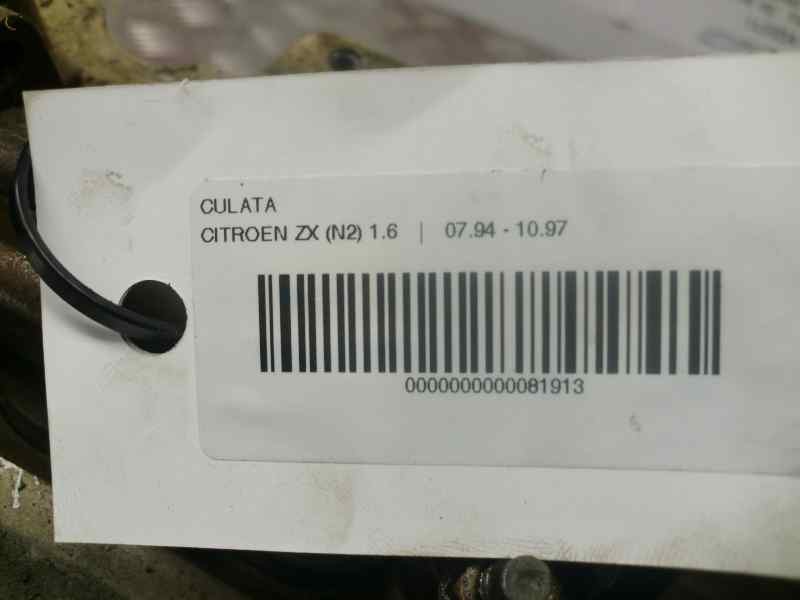 CULATA
CITROEN ZX (N2) 1.6 | 07.94 - 10.97
0000000000081913